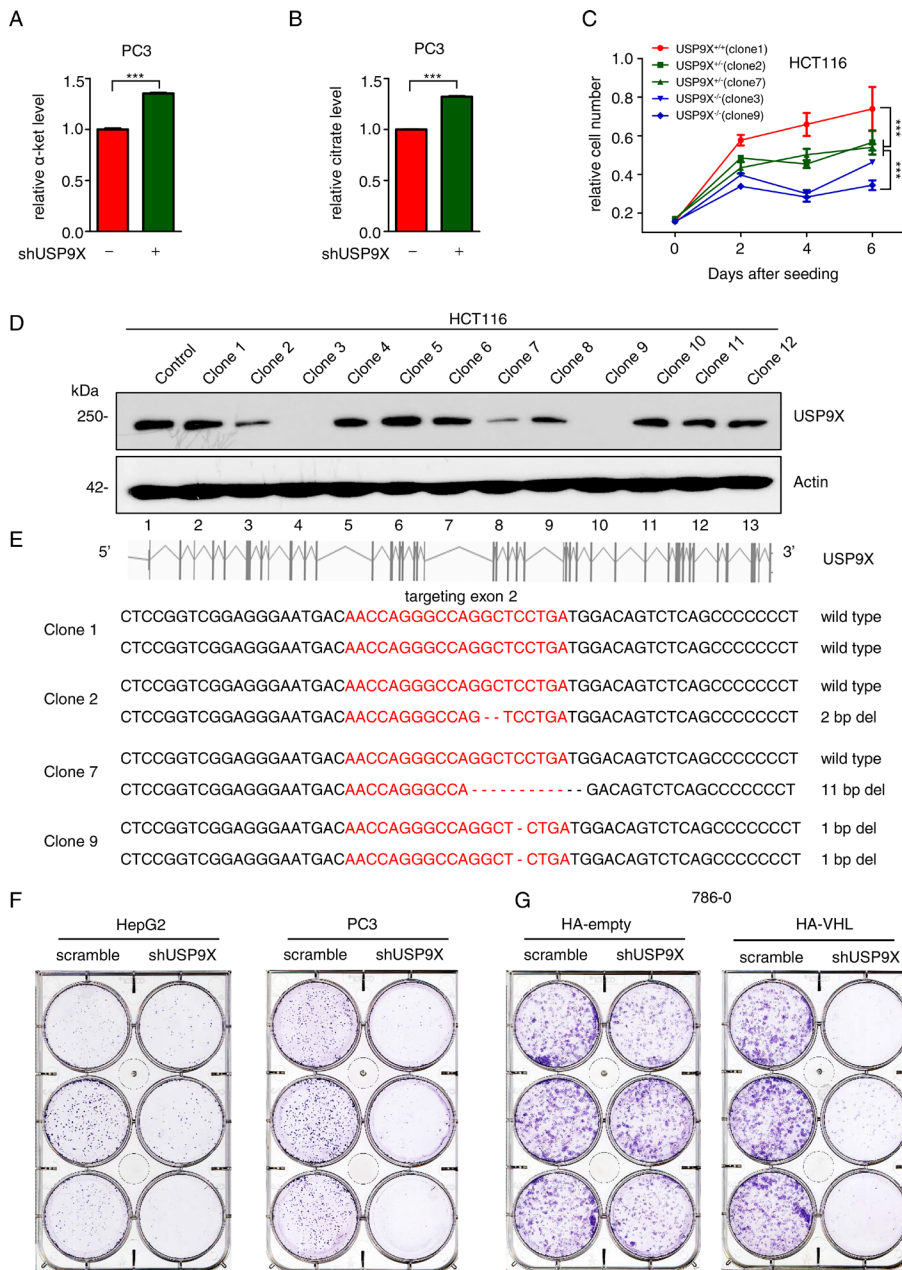 A
PC3
***
relative α-ket level
1.5
1.0
0.5
0.0
shUSP9X
−
+
B
PC3
***
relative citrate level
1.5
1.0
0.5
0.0
shUSP9X
−
+
C
USP9X+/+(clone1)
USP9X+/-(clone2)
USP9X+/-(clone7)
USP9X-/-(clone3)
USP9X-/-(clone9)
HCT116
relative cell number
1.0
0.8
0.6
0.4
0.2
0 2 4 6
Days after seeding
***
***
D
HCT116
Control Clone 1 Clone 2 Clone 3 Clone 4 Clone 5 Clone 6 Clone 7 Clone 8 Clone 9 Clone 10 Clone 11 Clone 12
kDa
250- USP9X
42- Actin
1 2 3 4 5 6 7 8 9 10 11 12 13
E
5’ 3’ USP9X
targeting exon 2
Clone 1
CTCCGGTCGGAGGGAATGACAACCAGGGCCAGGCTCCTGATGGACAGTCTCAGCCCCCCCT wild type
CTCCGGTCGGAGGGAATGACAACCAGGGCCAGGCTCCTGATGGACAGTCTCAGCCCCCCCT wild type
Clone 2
CTCCGGTCGGAGGGAATGACAACCAGGGCCAGGCTCCTGATGGACAGTCTCAGCCCCCCCT wild type
CTCCGGTCGGAGGGAATGACAACCAGGGCCAG--TCCTGATGGACAGTCTCAGCCCCCCCT 2 bp del
Clone 7
CTCCGGTCGGAGGGAATGACAACCAGGGCCAGGCTCCTGATGGACAGTCTCAGCCCCCCCT wild type
CTCCGGTCGGAGGGAATGACAACCAGGGCCA-----------GACAGTCTCAGCCCCCCCT 11 bp del
Clone 9
CTCCGGTCGGAGGGAATGACAACCAGGGCCAGGCT-CTGATGGACAGTCTCAGCCCCCCCT 1 bp del
CTCCGGTCGGAGGGAATGACAACCAGGGCCAGGCT-CTGATGGACAGTCTCAGCCCCCCCT 1 bp del
F
HepG2
scramble shUSP9X
PC3
scramble shUSP9X
G
786-0
HA-empty
scramble shUSP9X
HA-VHL
scramble shUSP9X